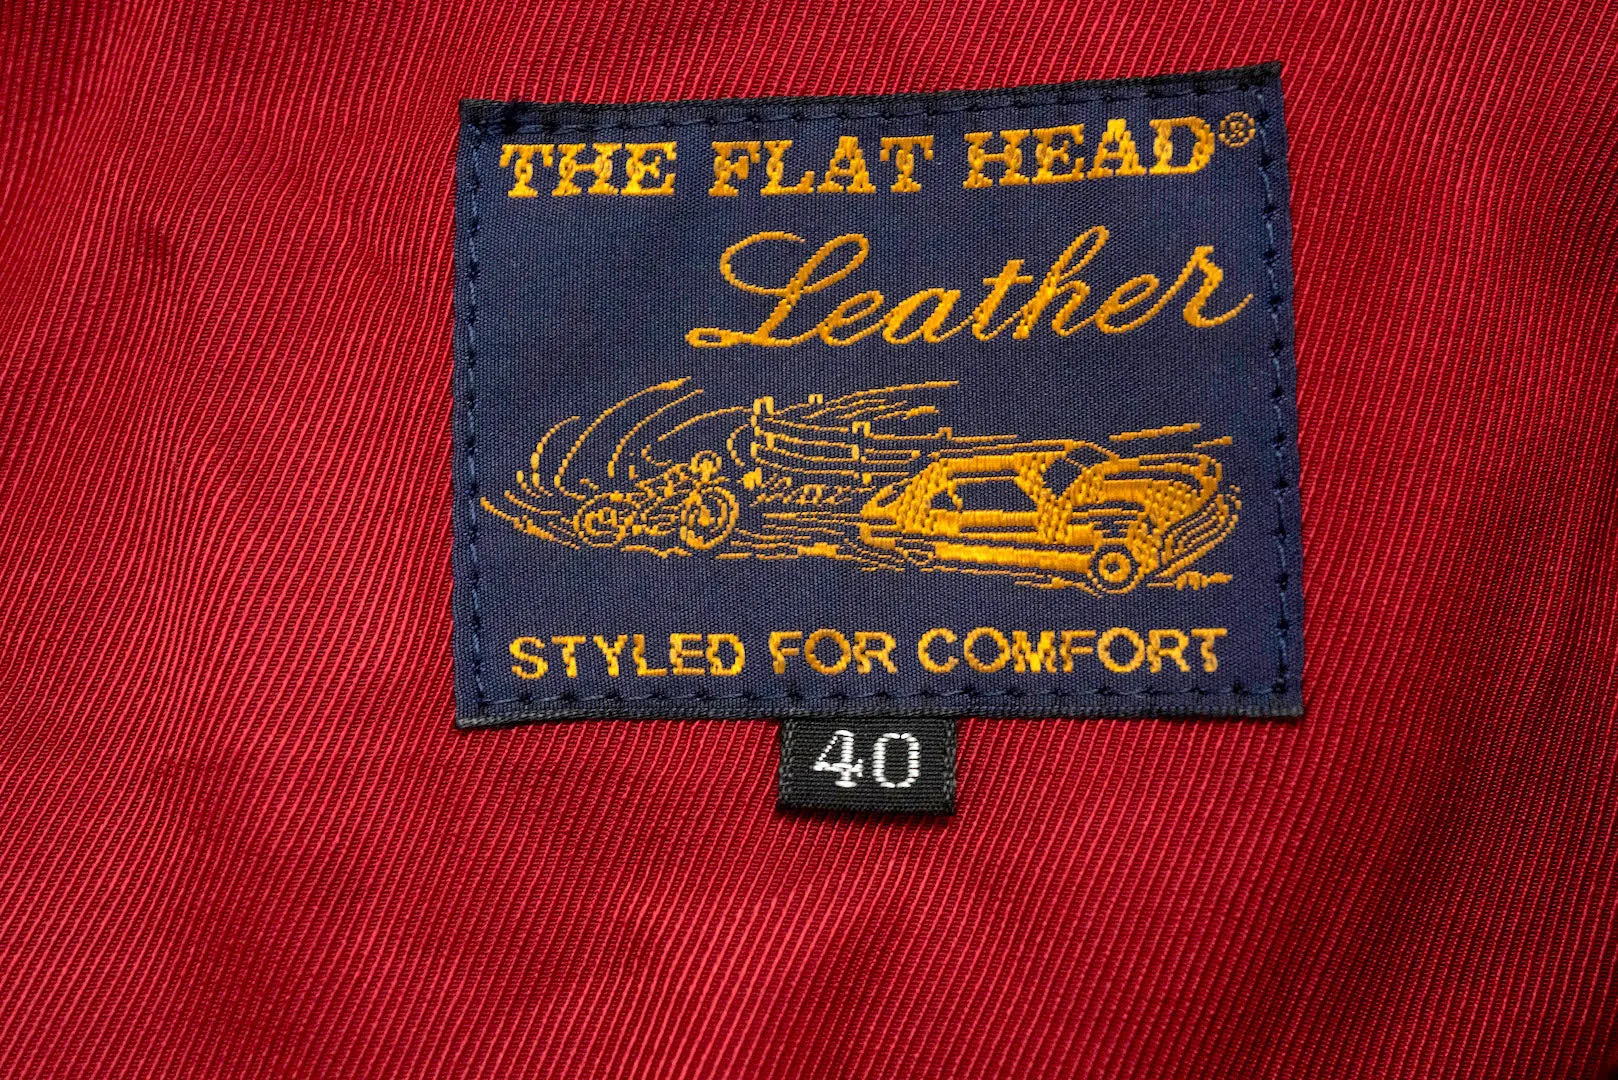 THE FLAT HEAD®
Leather
STYLED FOR COMFORT
40